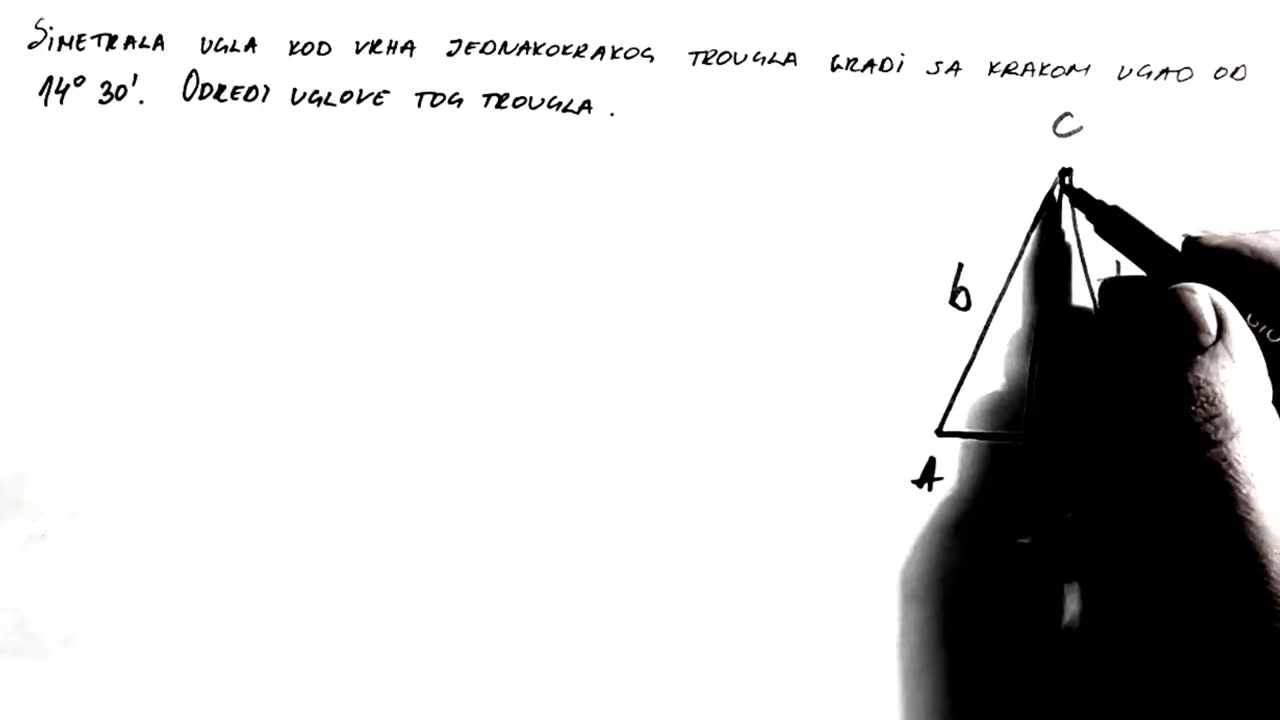 SIMETRALA UGLA KOD VRHA JEDNAKOKRAKOG TROUGLA GRADI SA KRAKOM UGAO OD
14° 30'. ODREDI UGLOVE TOG TROUGLA.
C
b
A